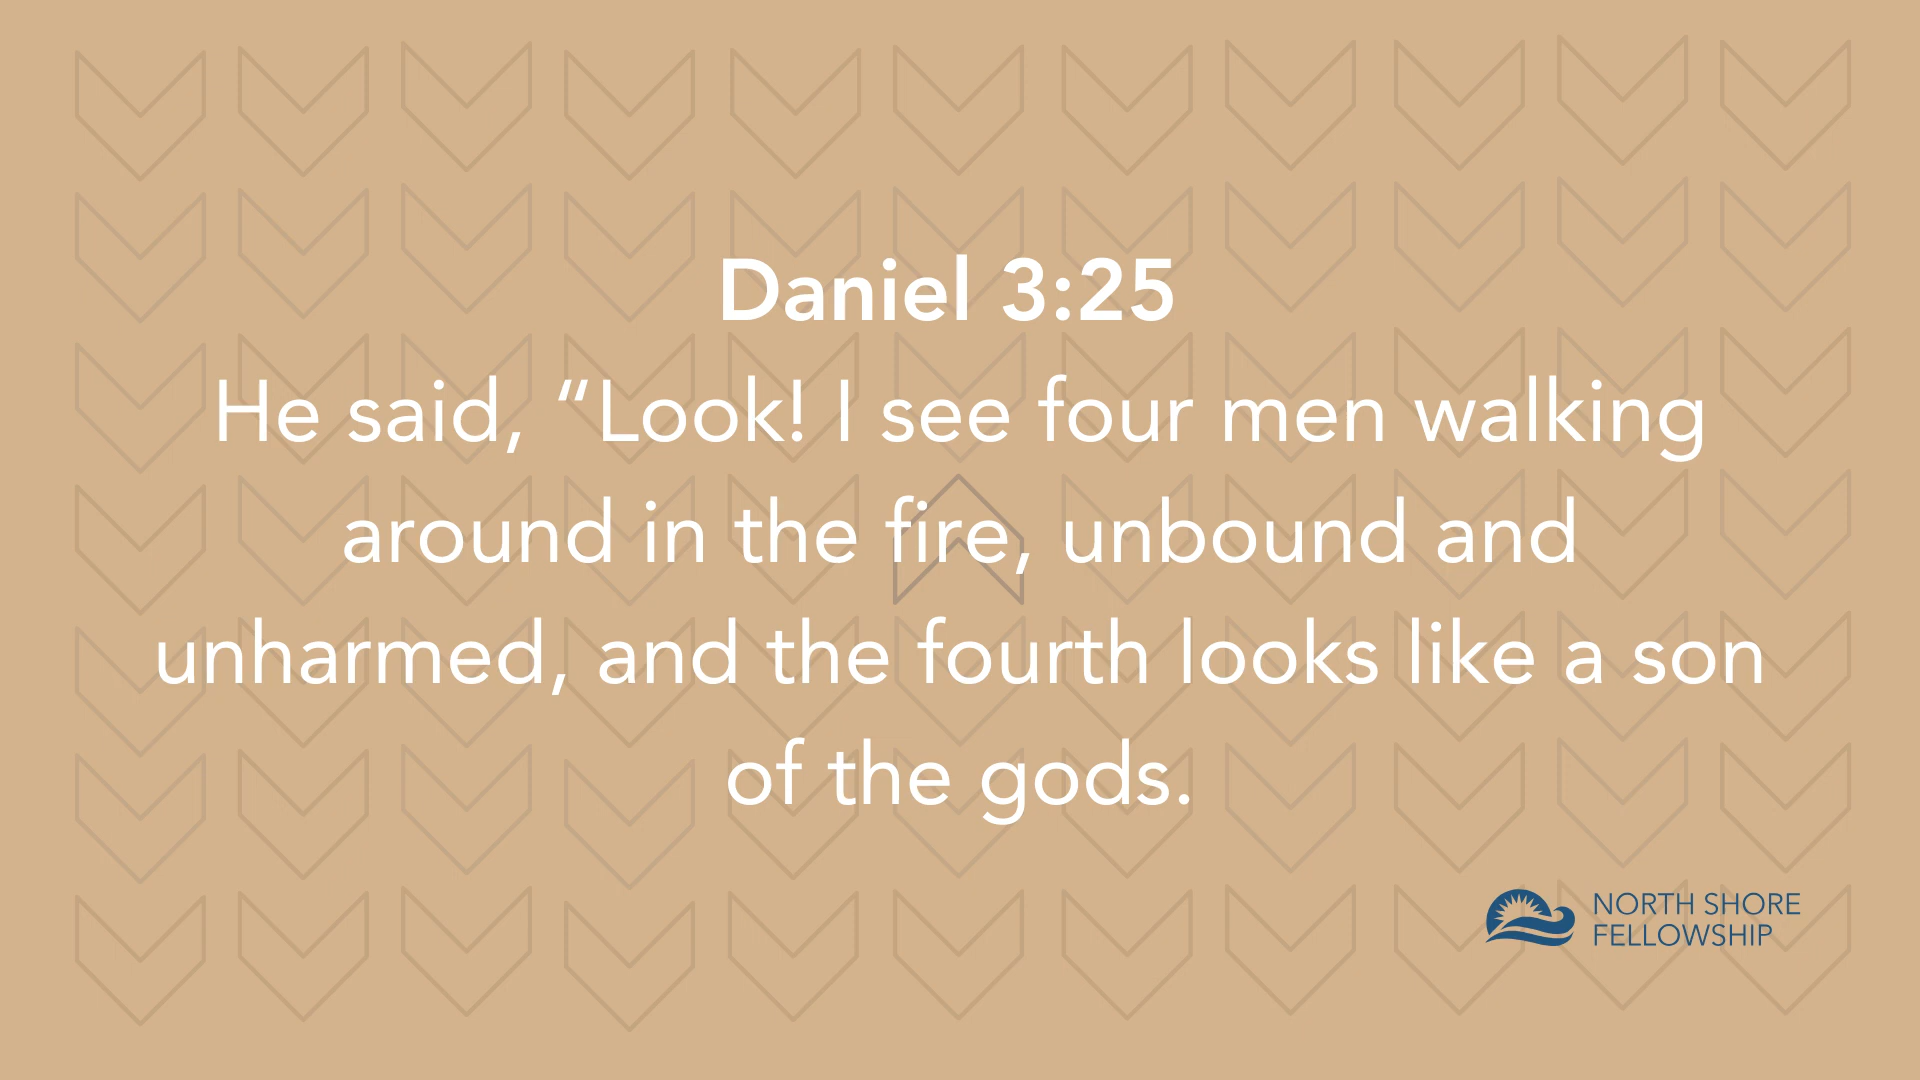 Daniel 3:25
He said, “Look! I see four men walking
around in the fire, unbound and
unharmed, and the fourth looks like a son
of the gods.
NORTH SHORE
FELLOWSHIP